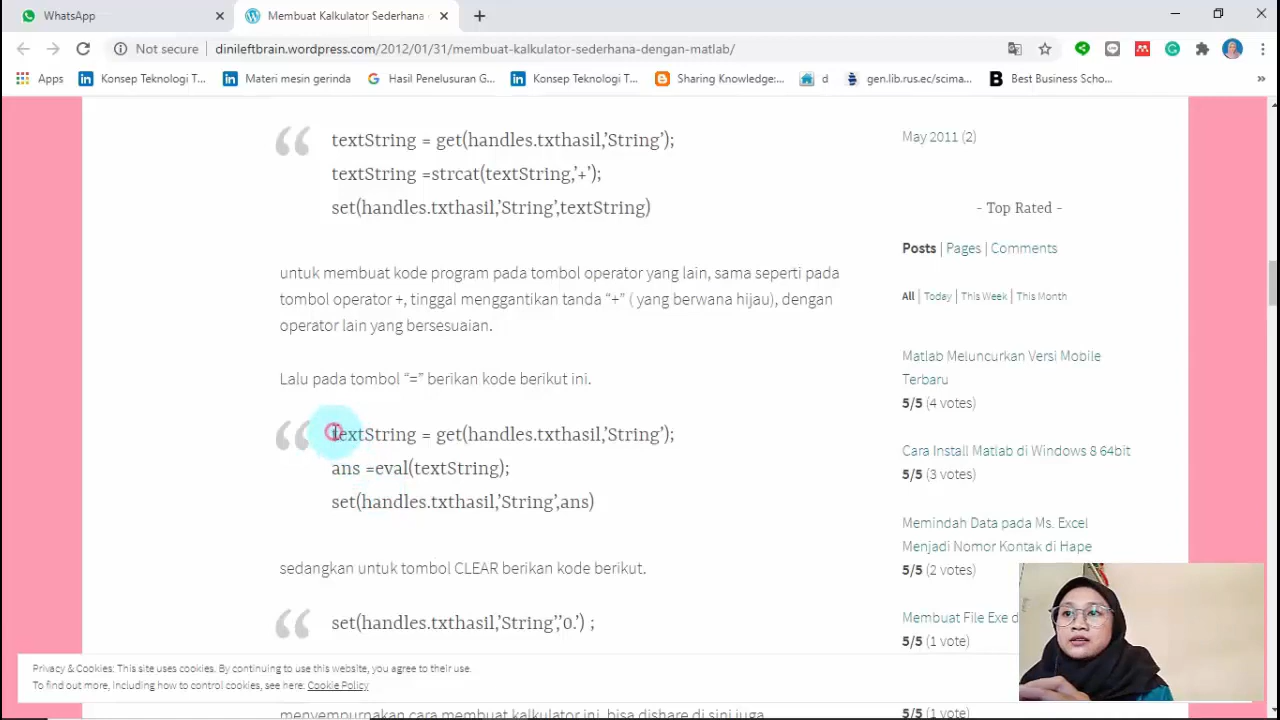 WhatsApp
Membuat Kalkulator Sederhana
Not secure
dinileftbrain.wordpress.com/2012/01/31/membuat-kalkulator-sederhana-dengan-matlab/
Apps
Konsep Teknologi T...
Materi mesin gerinda
Hasil Penelusuran G...
Konsep Teknologi T...
Sharing Knowledge:...
d
gen.lib.rus.ec/scima...
Best Business Scho...
»
textString = get(handles.txthasil,’String’);
textString =strcat(textString,’+’);
set(handles.txthasil,’String’,textString)
untuk membuat kode program pada tombol operator yang lain, sama seperti pada
tombol operator +, tinggal menggantikan tanda “+” ( yang berwana hijau), dengan
operator lain yang bersesuaian.
Lalu pada tombol “=” berikan kode berikut ini.
textString = get(handles.txthasil,’String’);
ans =eval(textString);
set(handles.txthasil,’String’,ans)
sedangkan untuk tombol CLEAR berikan kode berikut.
set(handles.txthasil,’String’,’0.’) ;
menyempurnakan cara membuat kalkulator ini, bisa dishare di sini juga
May 2011 (2)
- Top Rated -
Posts | Pages | Comments
All | Today | This Week | This Month
Matlab Meluncurkan Versi Mobile
Terbaru
5/5 (4 votes)
Cara Install Matlab di Windows 8 64bit
5/5 (3 votes)
Memindah Data pada Ms. Excel
Menjadi Nomor Kontak di Hape
5/5 (2 votes)
Membuat File Exe d
5/5 (1 vote)
5/5 (1 vote)
Privacy & Cookies: This site uses cookies. By continuing to use this website, you agree to their use.
To find out more, including how to control cookies, see here: Cookie Policy